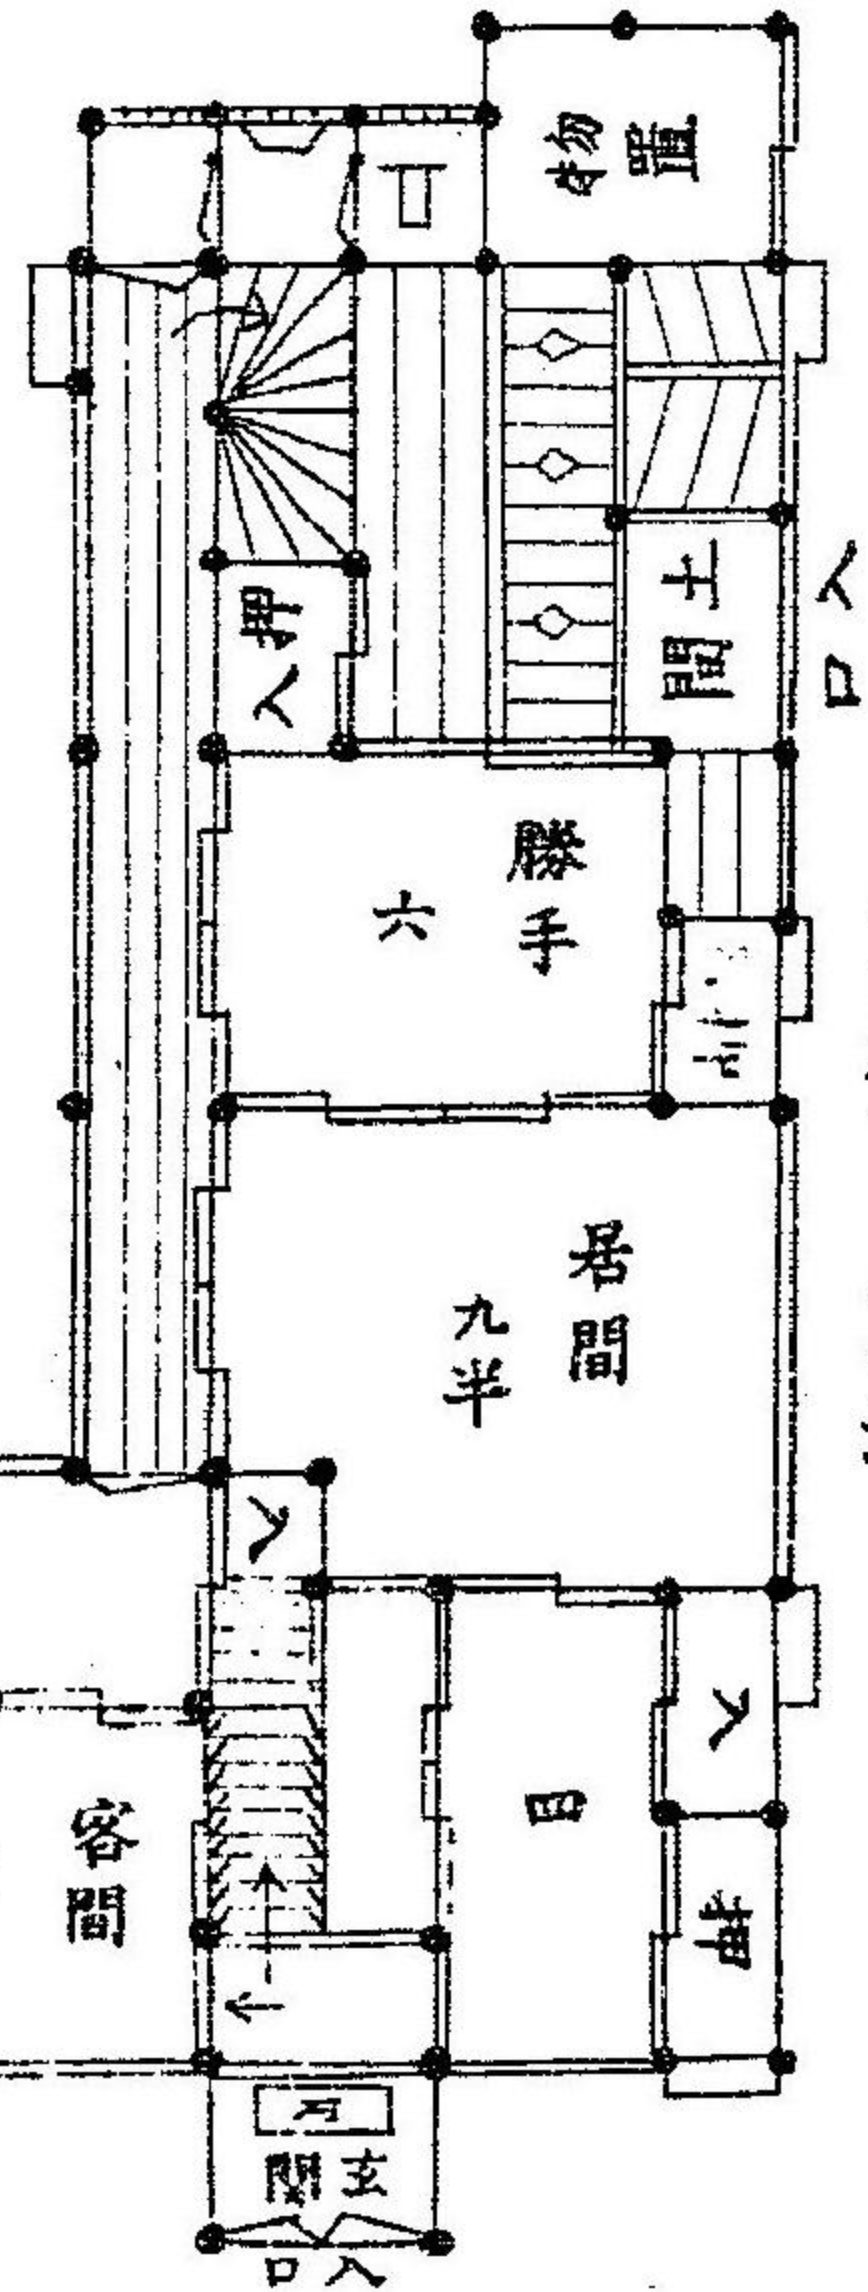 物置
押入
土間
入口
勝手
六
居間
九半
入
入
四
客間
石
玄関
入口